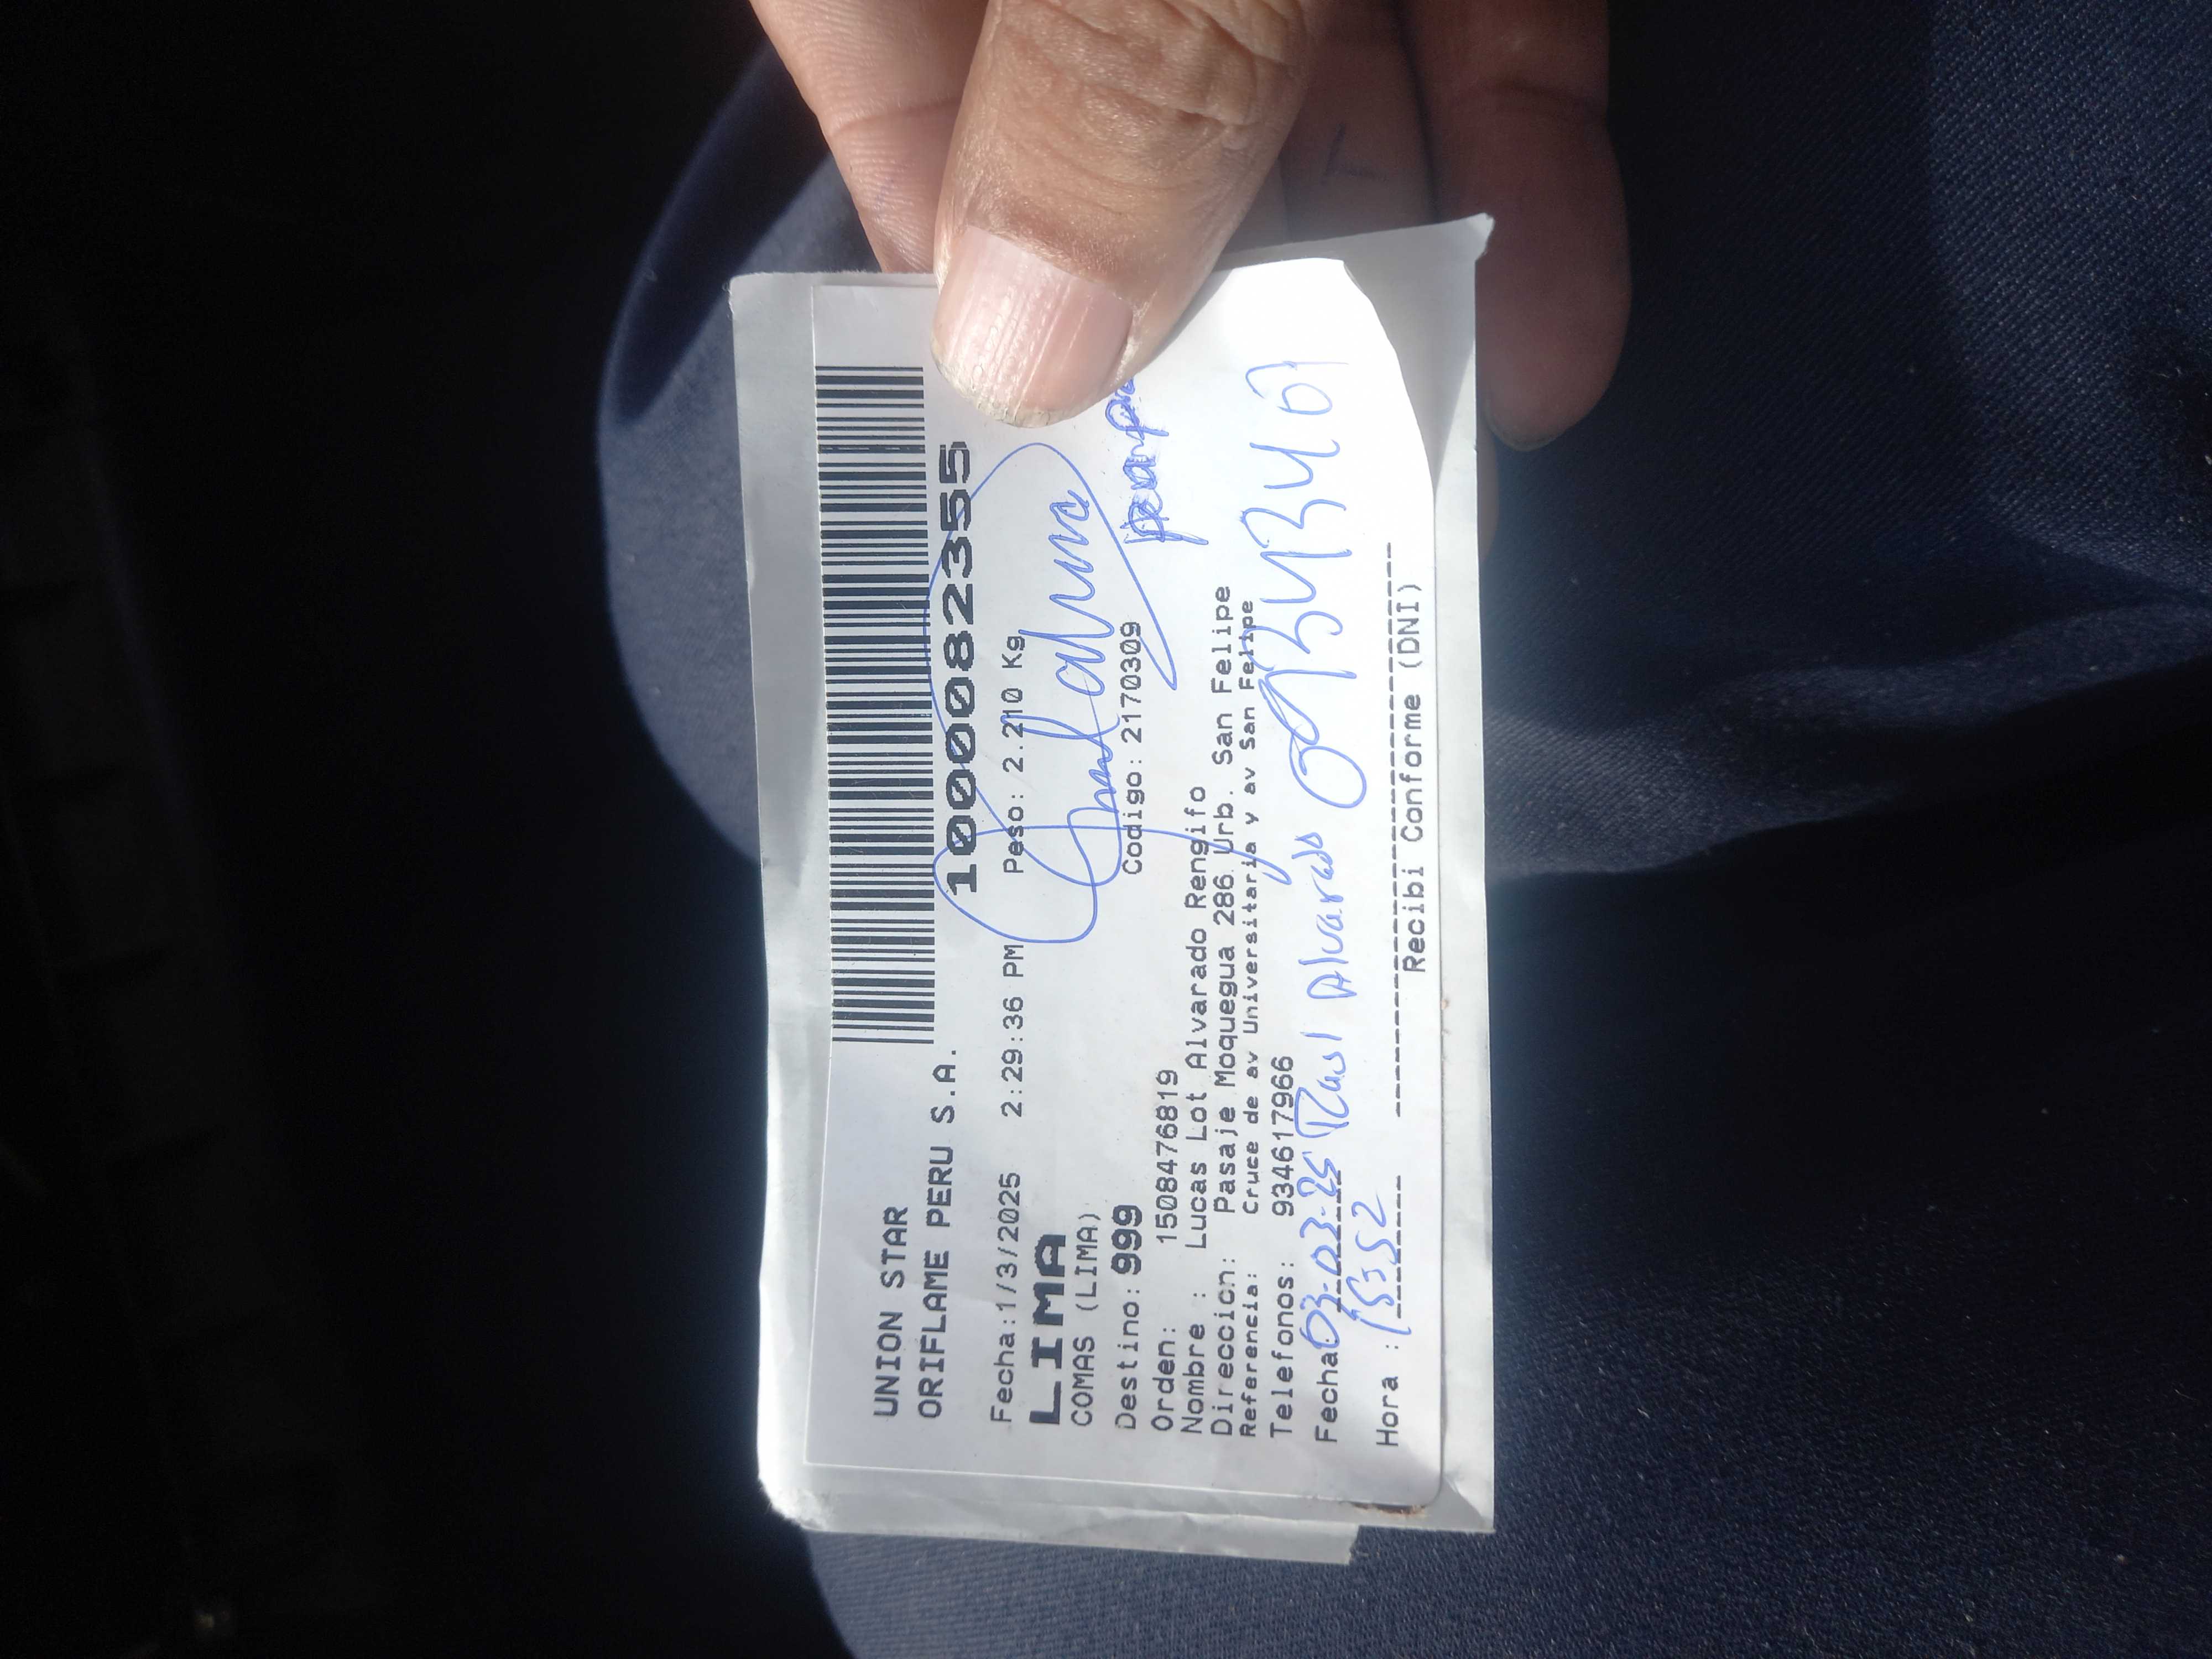 UNION STAR
ORIFLAME PERU S.A.
1000082355
Fecha:1/3/2025 2:29:36 PM Peso: 2.210 Kg
LIMA
COMAS (LIMA)
Destino: 999 Codigo: 2170309
Orden: 1508476819
Nombre : Lucas Lot Alvarado Rengifo
Direccion: Pasaje Moquegua 286 Urb. San Felipe
Referencia: Cruce de av Universitaria y av San Felipe
Telefonos: 934617966
Fecha 03-03-25 Raul Alvarado
Hora : 15:52
Recibi Conforme (DNI)